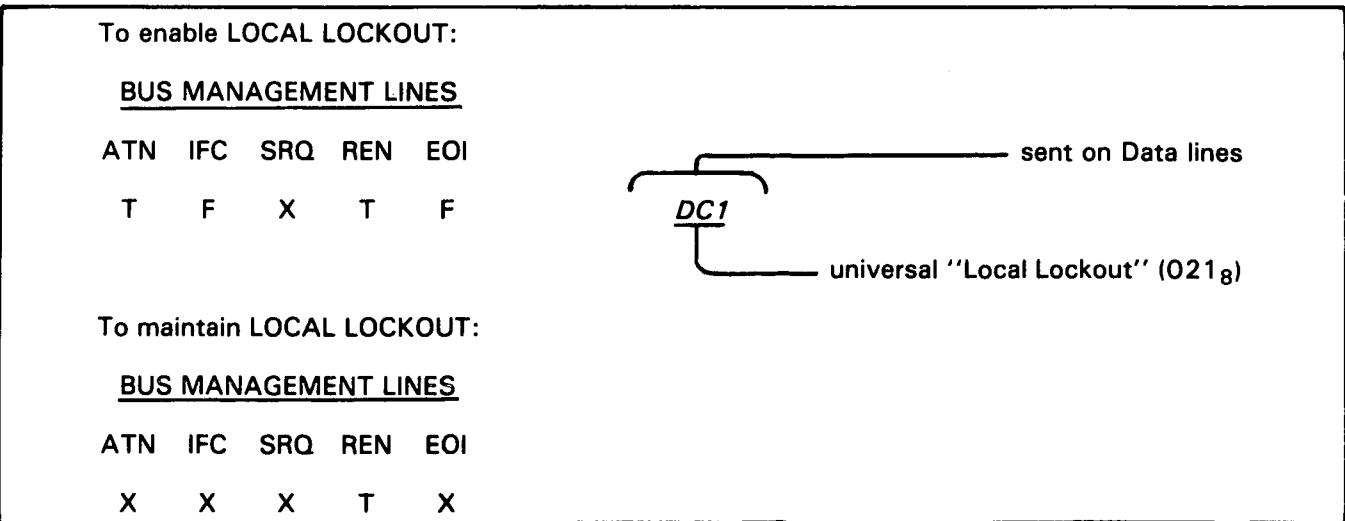 To enable LOCAL LOCKOUT:
BUS MANAGEMENT LINES
ATN IFC SRQ REN EOI
sent on Data lines
T F X T F
DC1
universal "Local Lockout" (021₈)
To maintain LOCAL LOCKOUT:
BUS MANAGEMENT LINES
ATN IFC SRQ REN EOI
X X X T X